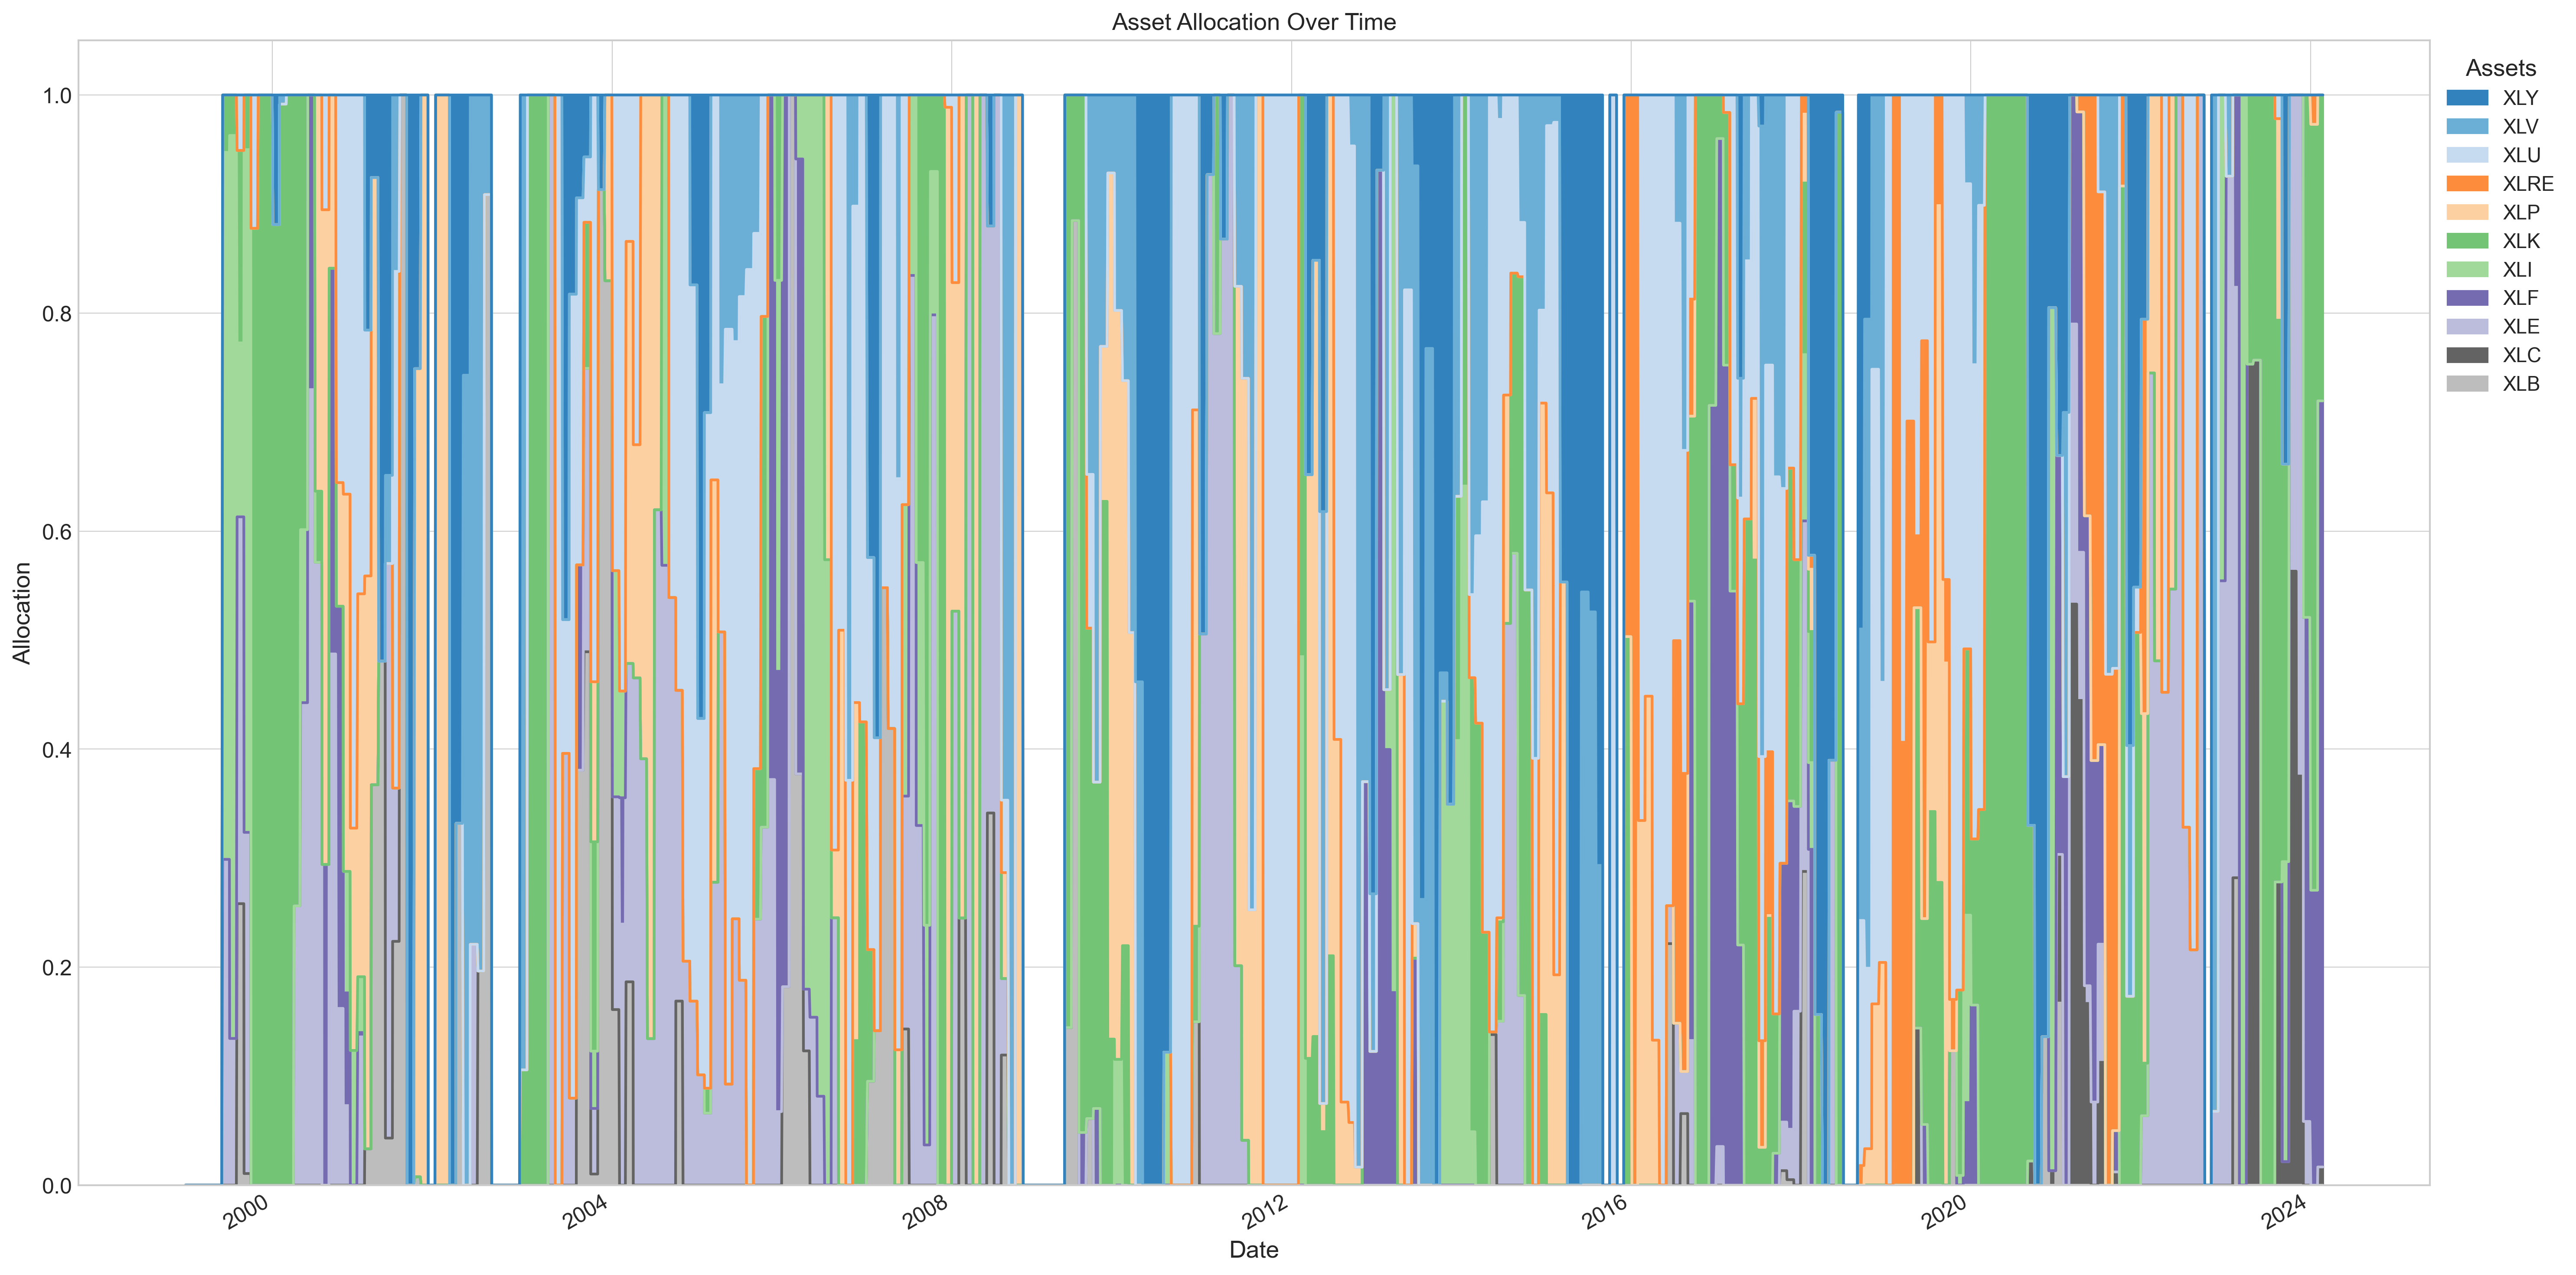 Asset Allocation Over Time
Assets
XLY
XLV
XLU
XLRE
XLP
XLK
XLI
XLF
XLE
XLC
XLB
Allocation
1.0
0.8
0.6
0.4
0.2
0.0
2000
2004
2008
2012
2016
2020
2024
Date